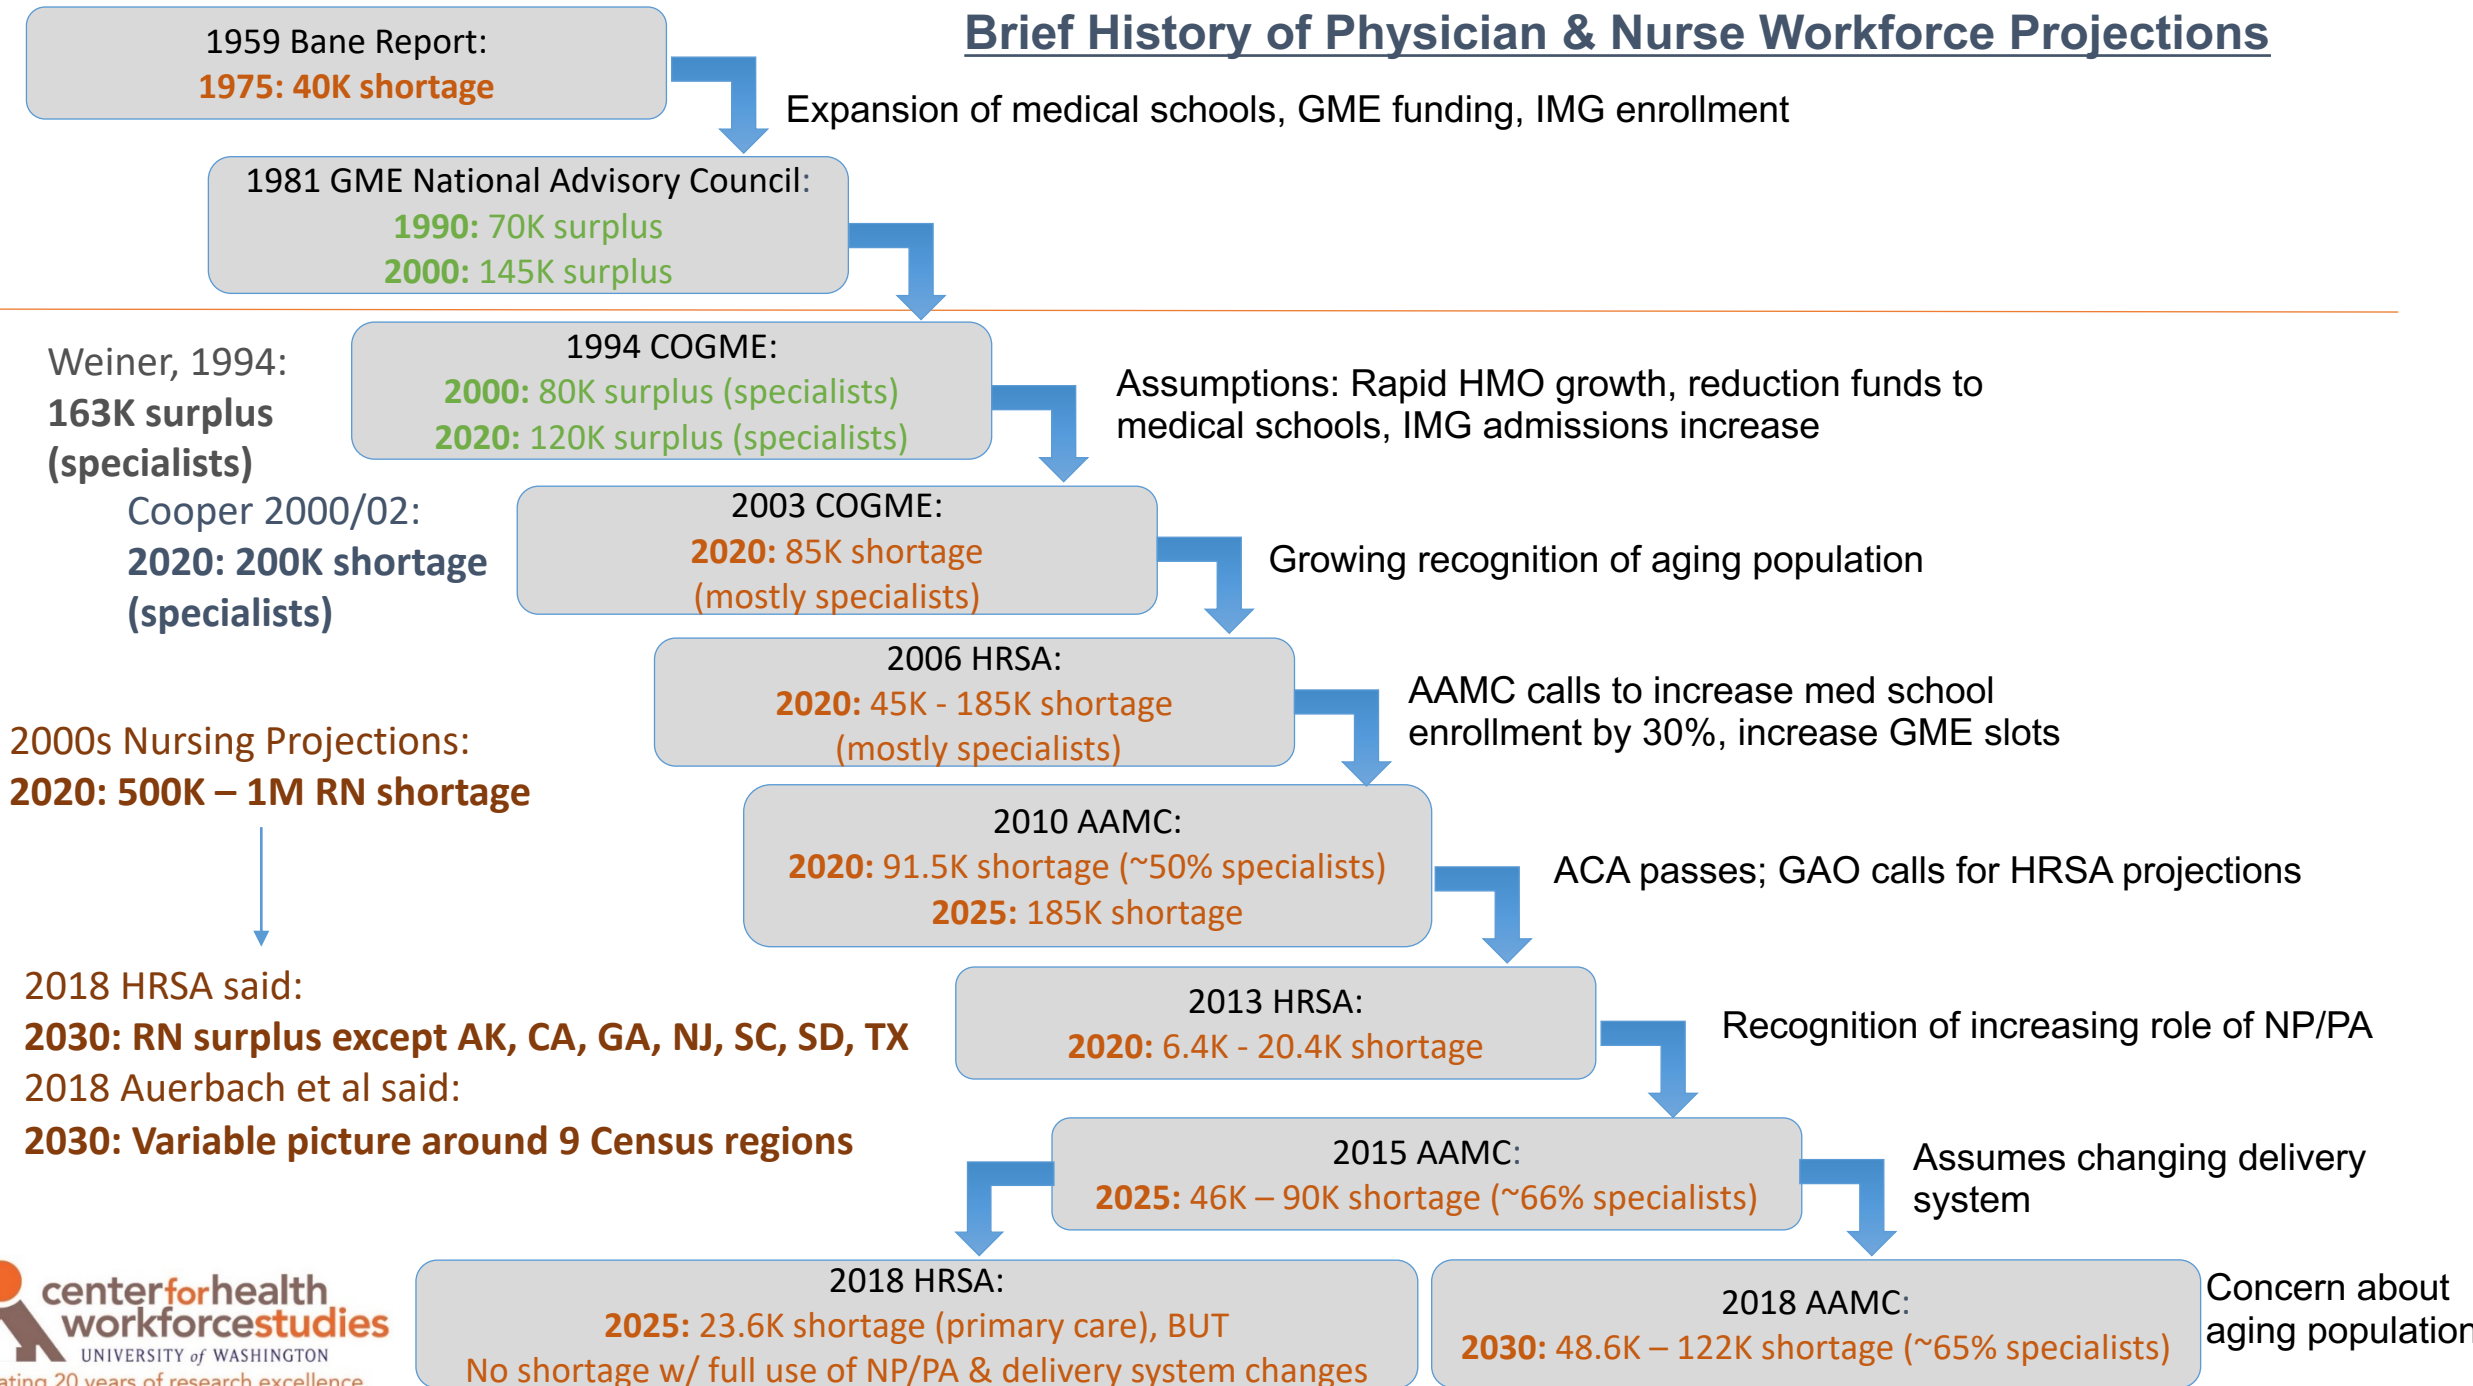 Brief History of Physician & Nurse Workforce Projections
1959 Bane Report:
1975: 40K shortage
Expansion of medical schools, GME funding, IMG enrollment
1981 GME National Advisory Council:
1990: 70K surplus
2000: 145K surplus
Weiner, 1994:
163K surplus
(specialists)
1994 COGME:
2000: 80K surplus (specialists)
2020: 120K surplus (specialists)
Assumptions: Rapid HMO growth, reduction funds to
medical schools, IMG admissions increase
Cooper 2000/02:
2020: 200K shortage
(specialists)
2003 COGME:
2020: 85K shortage
(mostly specialists)
Growing recognition of aging population
2006 HRSA:
2020: 45K - 185K shortage
(mostly specialists)
AAMC calls to increase med school
enrollment by 30%, increase GME slots
2000s Nursing Projections:
2020: 500K – 1M RN shortage
2010 AAMC:
2020: 91.5K shortage (~50% specialists)
2025: 185K shortage
ACA passes; GAO calls for HRSA projections
2018 HRSA said:
2030: RN surplus except AK, CA, GA, NJ, SC, SD, TX
2018 Auerbach et al said:
2030: Variable picture around 9 Census regions
2013 HRSA:
2020: 6.4K - 20.4K shortage
Recognition of increasing role of NP/PA
2015 AAMC:
2025: 46K – 90K shortage (~66% specialists)
Assumes changing delivery
system
2018 HRSA:
2025: 23.6K shortage (primary care), BUT
No shortage w/ full use of NP/PA & delivery system changes
2018 AAMC:
2030: 48.6K – 122K shortage (~65% specialists)
Concern about
aging population
centerforhealth
workforcestudies
UNIVERSITY of WASHINGTON
ating 20 years of research excellence